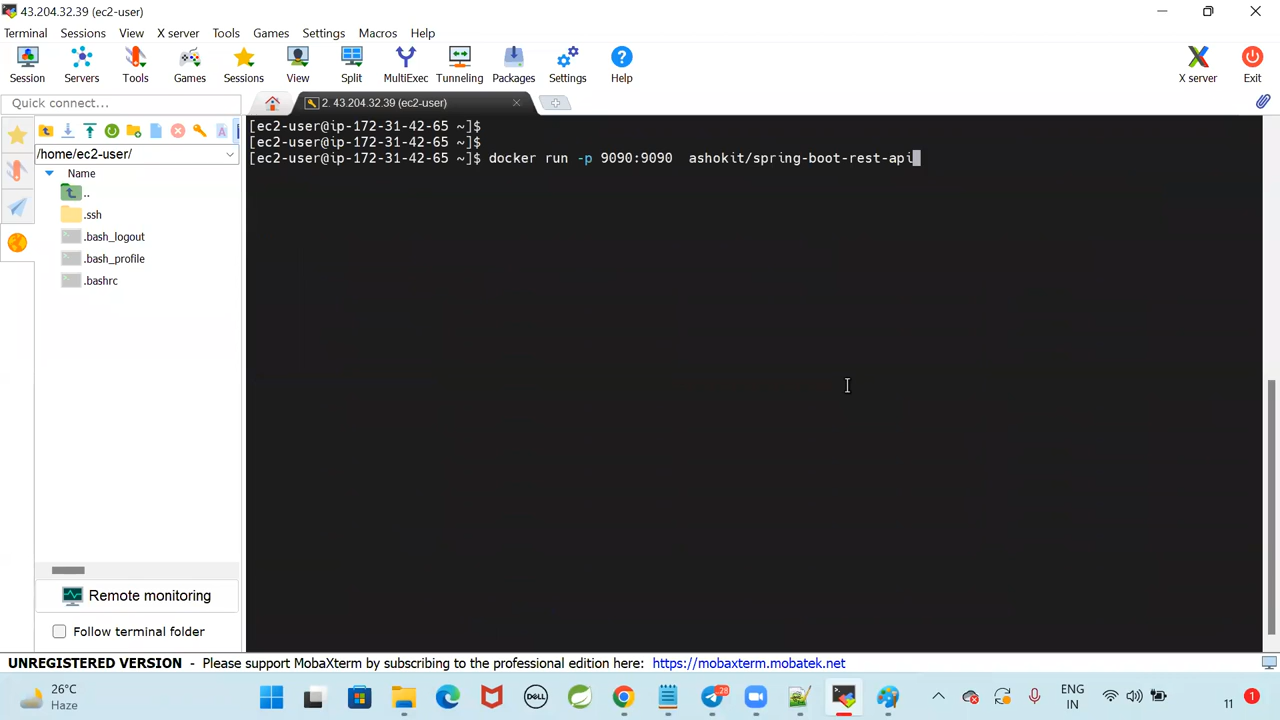 43.204.32.39 (ec2-user)
Terminal Sessions View X server Tools Games Settings Macros Help
Session Servers Tools Games Sessions View Split MultiExec Tunneling Packages Settings Help X server Exit
Quick connect...
2. 43.204.32.39 (ec2-user)
/home/ec2-user/
Name
..
.ssh
.bash_logout
.bash_profile
.bashrc
Remote monitoring
Follow terminal folder
[ec2-user@ip-172-31-42-65 ~]$
[ec2-user@ip-172-31-42-65 ~]$
[ec2-user@ip-172-31-42-65 ~]$ docker run -p 9090:9090  ashokit/spring-boot-rest-api
UNREGISTERED VERSION - Please support MobaXterm by subscribing to the professional edition here: https://mobaxterm.mobatek.net
26°C
Haze
DELL
28
ENG
IN
11
1